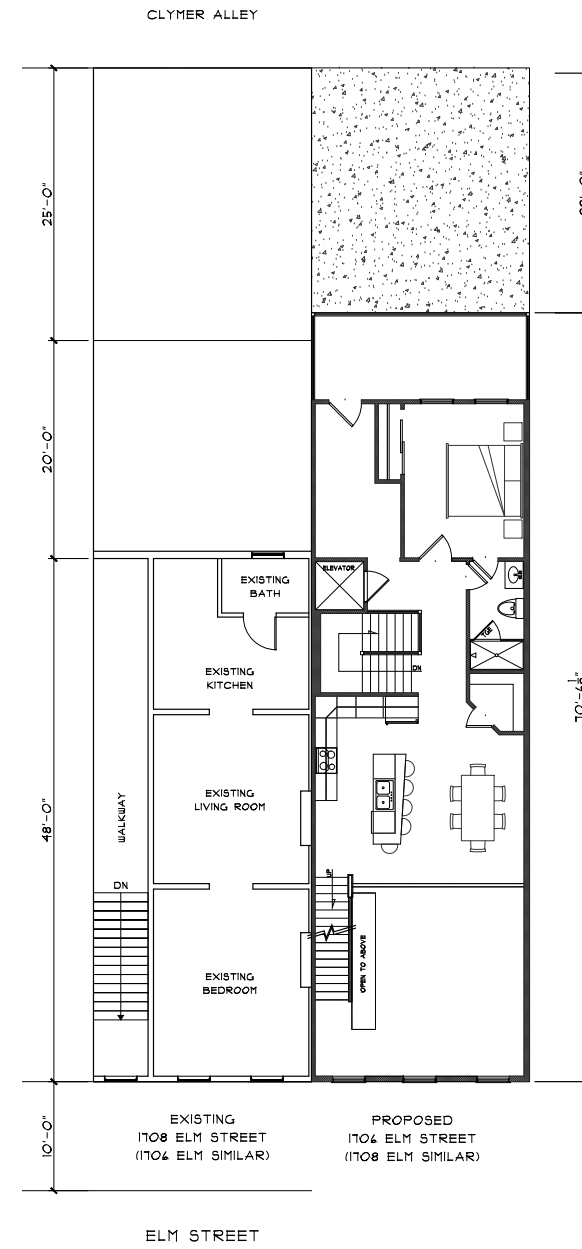 CLYMER ALLEY
25'-0"
20'-0"
ELEVATOR
EXISTING
BATH
EXISTING
KITCHEN
DN
EXISTING
LIVING ROOM
WALKWAY
48'-0"
UP
DN
OPEN TO ABOVE
EXISTING
BEDROOM
10'-0"
EXISTING
1708 ELM STREET
(1706 ELM SIMILAR)
PROPOSED
1706 ELM STREET
(1708 ELM SIMILAR)
ELM STREET